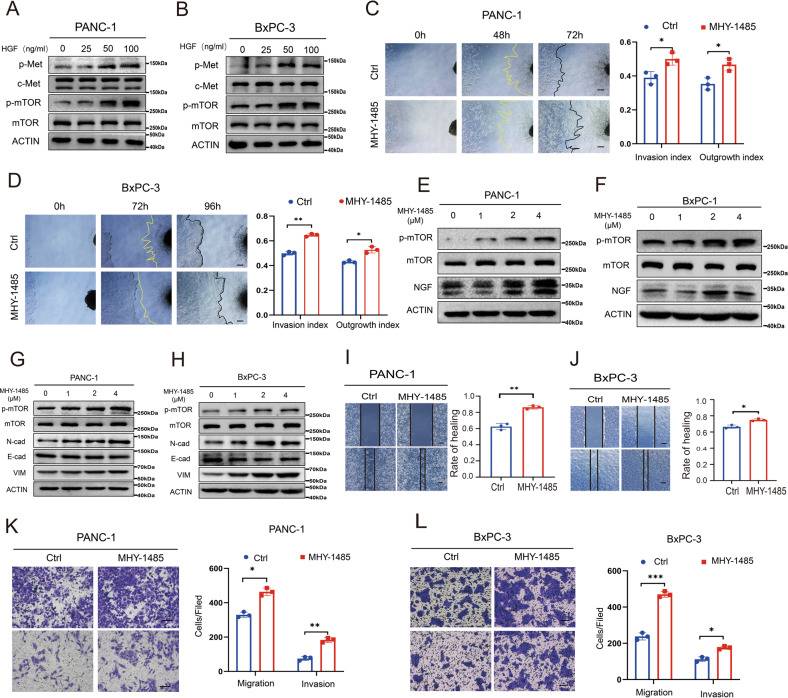 A
PANC-1
HGF (ng/ml)
0 25 50 100
p-Met
150kDa
c-Met
150kDa
p-mTOR
250kDa
mTOR
250kDa
ACTIN
50kDa
40kDa
B
BxPC-3
HGF (ng/ml)
0 25 50 100
p-Met
150kDa
c-Met
150kDa
p-mTOR
250kDa
mTOR
250kDa
ACTIN
50kDa
40kDa
C
PANC-1
0h 48h 72h
Ctrl
MHY-1485
Ctrl MHY-1485
0.6
0.4
0.2
0.0
* *
Invasion index Outgrowth index
D
BxPC-3
0h 72h 96h
Ctrl
MHY-1485
Ctrl MHY-1485
0.8
0.6
0.4
0.2
0.0
** *
Invasion index Outgrowth index
E
PANC-1
MHY-1485
(μM)
0 1 2 4
p-mTOR
250kDa
mTOR
250kDa
NGF
35kDa
25kDa
ACTIN
50kDa
40kDa
F
BxPC-1
MHY-1485
(μM)
0 1 2 4
p-mTOR
250kDa
mTOR
250kDa
NGF
35kDa
25kDa
ACTIN
50kDa
40kDa
G
PANC-1
MHY-1485
(μM)
0 1 2 4
p-mTOR
250kDa
mTOR
250kDa
N-cad
150kDa
E-cad
150kDa
VIM
70kDa
50kDa
ACTIN
50kDa
40kDa
H
BxPC-3
MHY-1485
(μM)
0 1 2 4
p-mTOR
250kDa
mTOR
250kDa
N-cad
150kDa
E-cad
150kDa
VIM
70kDa
50kDa
ACTIN
50kDa
40kDa
I
PANC-1
Ctrl MHY-1485
Rate of healing
1.0
0.8
0.6
0.4
0.2
0.0
**
Ctrl MHY-1485
J
BxPC-3
Ctrl MHY-1485
Rate of healing
1.0
0.8
0.6
0.4
0.2
0.0
*
Ctrl MHY-1485
K
PANC-1
Ctrl MHY-1485
PANC-1
Ctrl MHY-1485
Cells/Filed
600
400
200
0
* **
Migration Invasion
L
BxPC-3
Ctrl MHY-1485
BxPC-3
Ctrl MHY-1485
Cells/Filed
600
400
200
0
*** *
Migration Invasion